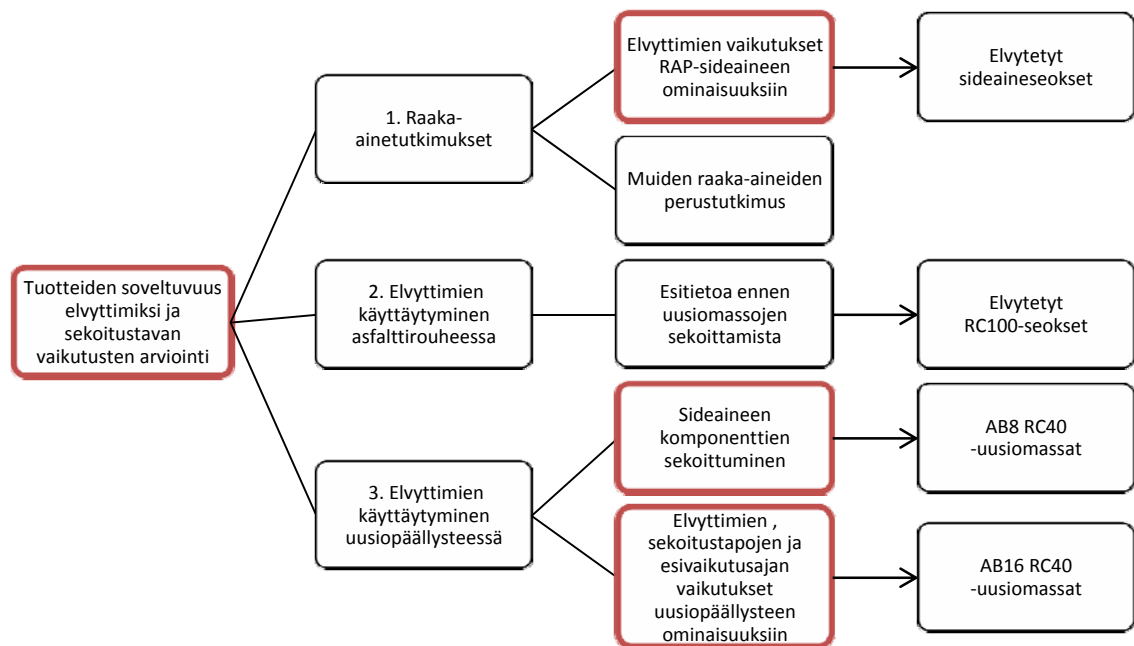 Tuotteiden soveltuvuus
elvyttimiksi ja
sekoitustavan
vaikutusten arviointi
1. Raaka-
ainetutkimukset
Elvyttimien vaikutukset
RAP-sideaineen
ominaisuuksiin
Elvytetyt
sideaineseokset
Muiden raaka-aineiden
perustutkimus
2. Elvyttimien
käyttäytyminen
asfalttirouheessa
Esitietoa ennen
uusiomassojen
sekoittamista
Elvytetyt
RC100-seokset
3. Elvyttimien
käyttäytyminen
uusiopäällysteessä
Sideaineen
komponenttien
sekoittuminen
AB8 RC40
-uusiomassat
Elvyttimien ,
sekoitustapojen ja
esivaikutusajan
vaikutukset
uusiopäällysteen
ominaisuuksiin
AB16 RC40
-uusiomassat